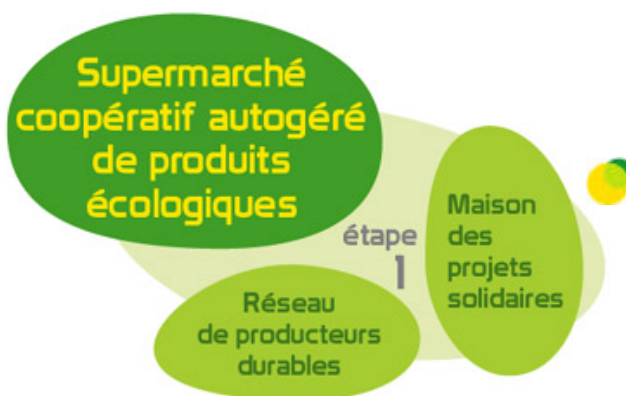 Supermarché
coopératif autogéré
de produits
écologiques
étape
1
Maison
des
projets
solidaires
Réseau
de producteurs
durables